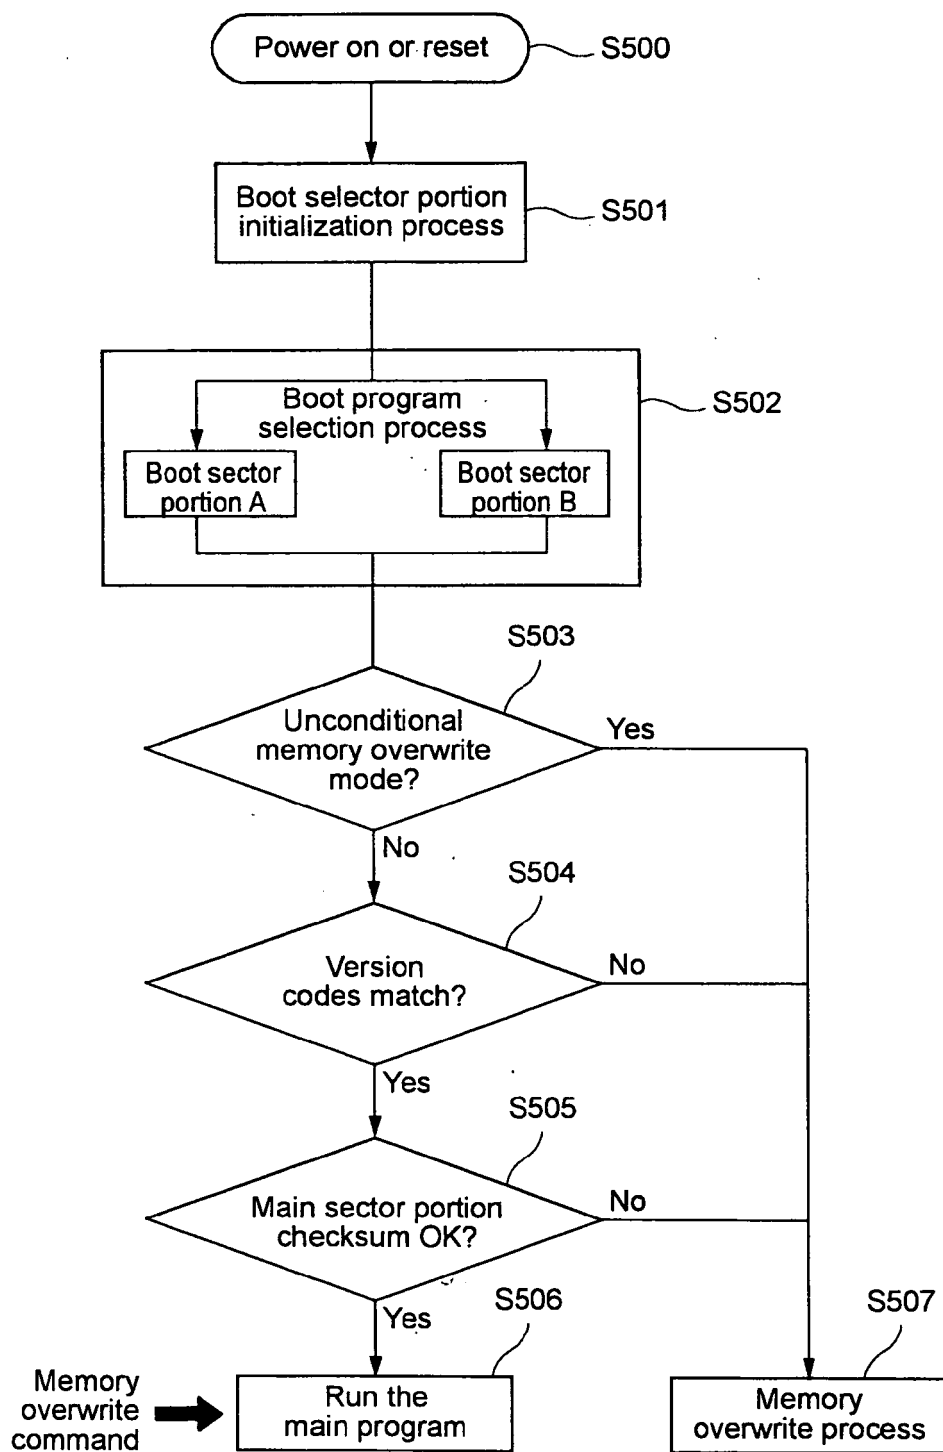 Power on or reset
S500
Boot selector portion
initialization process
S501
Boot program
selection process
S502
Boot sector
portion A
Boot sector
portion B
S503
Unconditional
memory overwrite
mode?
Yes
No
S504
Version
codes match?
No
Yes
S505
Main sector portion
checksum OK?
No
Yes
S506
S507
Memory
overwrite
command
Run the
main program
Memory
overwrite process